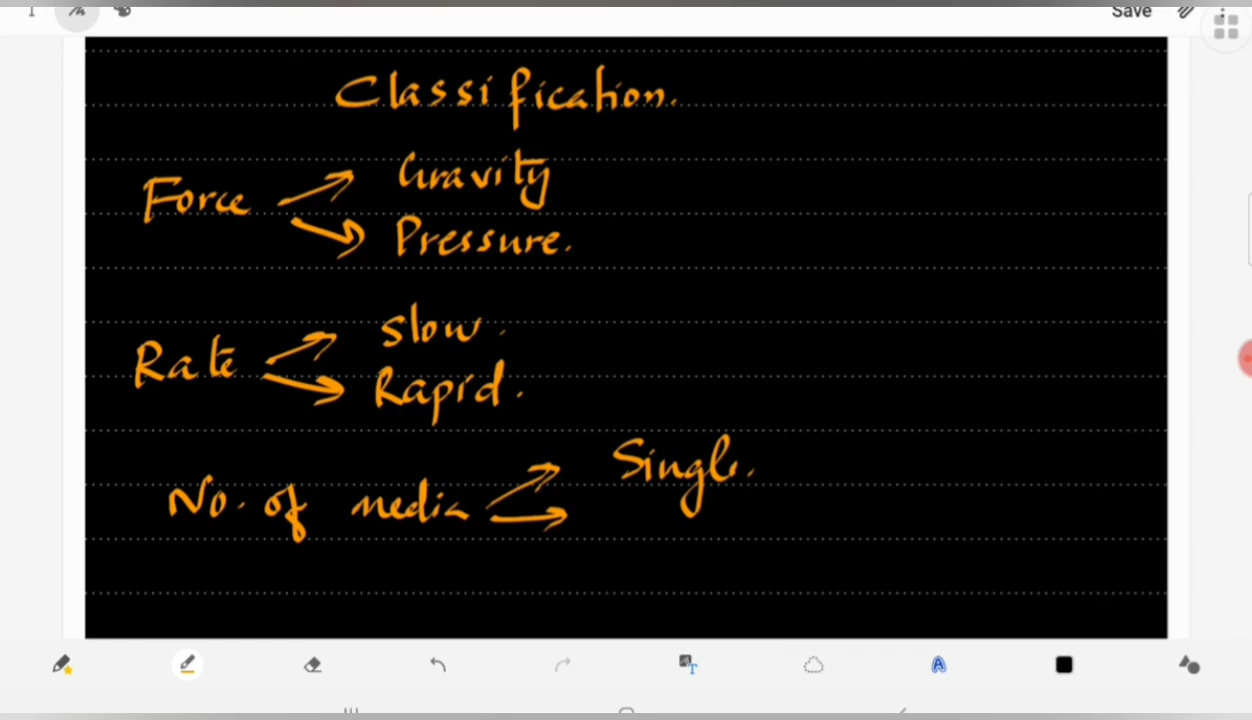 Save
Classification.
Gravity
Force
Pressure.
Slow.
Rate
Rapid.
Single.
No. of media